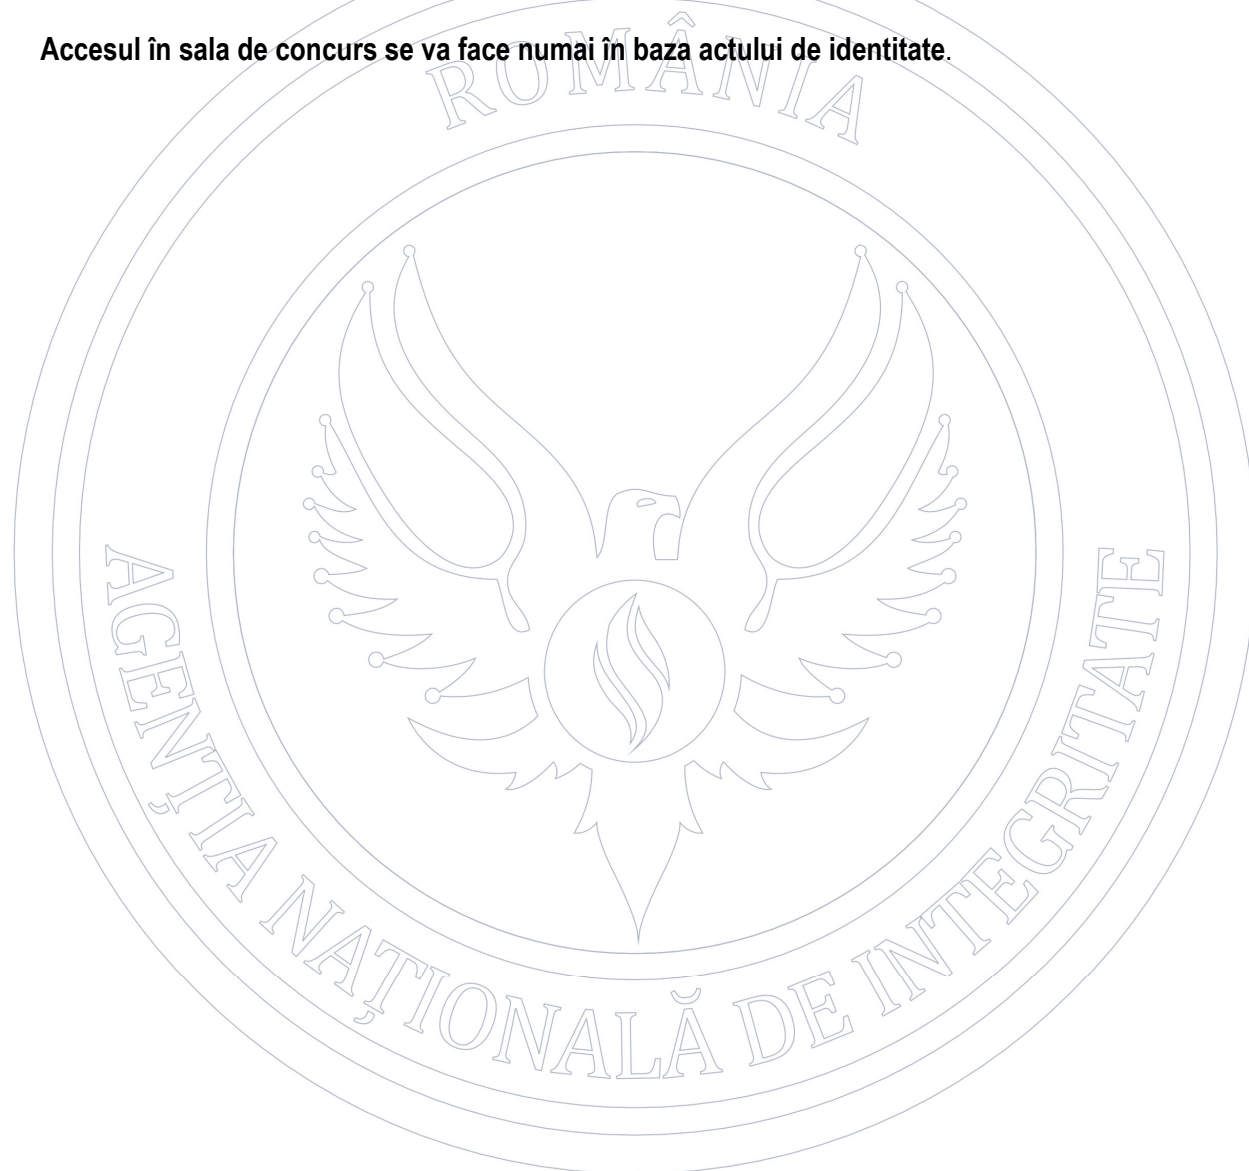 Accesul în sala de concurs se va face numai în baza actului de identitate.
ROMÂNIA
AGENȚIA NAȚIONALĂ DE INTEGRITATE